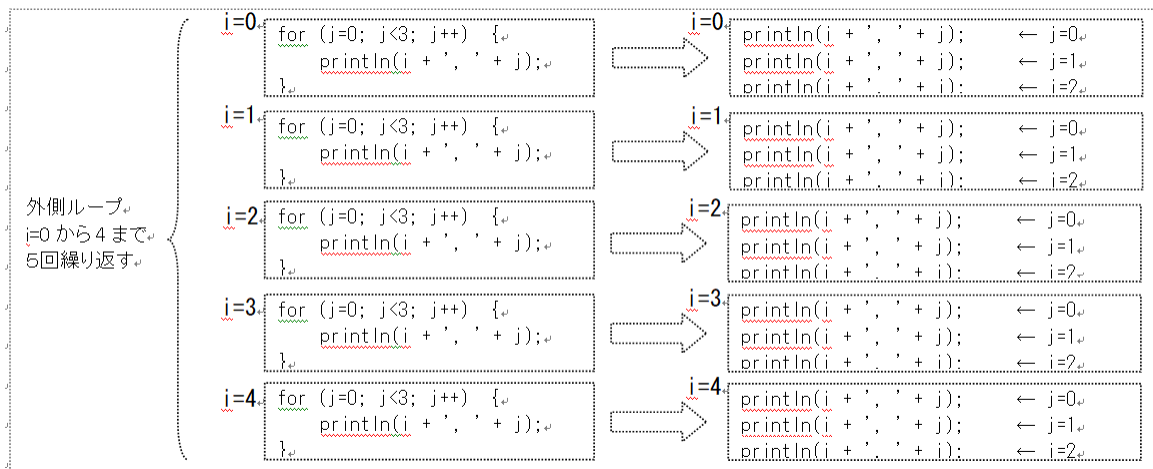 外側ループ
i=0 から 4 まで
5回繰り返す
i=0
for (j=0; j<3; j++) {
println(i + ', ' + j);
}
i=0
println(i + ', ' + j); ← j=0
println(i + ', ' + j); ← j=1
println(i + ', ' + j); ← j=2
i=1
for (j=0; j<3; j++) {
println(i + ', ' + j);
}
i=1
println(i + ', ' + j); ← j=0
println(i + ', ' + j); ← j=1
println(i + ', ' + j); ← j=2
i=2
for (j=0; j<3; j++) {
println(i + ', ' + j);
}
i=2
println(i + ', ' + j); ← j=0
println(i + ', ' + j); ← j=1
println(i + ', ' + j); ← j=2
i=3
for (j=0; j<3; j++) {
println(i + ', ' + j);
}
i=3
println(i + ', ' + j); ← j=0
println(i + ', ' + j); ← j=1
println(i + ', ' + j); ← j=2
i=4
for (j=0; j<3; j++) {
println(i + ', ' + j);
}
i=4
println(i + ', ' + j); ← j=0
println(i + ', ' + j); ← j=1
println(i + ', ' + j); ← j=2